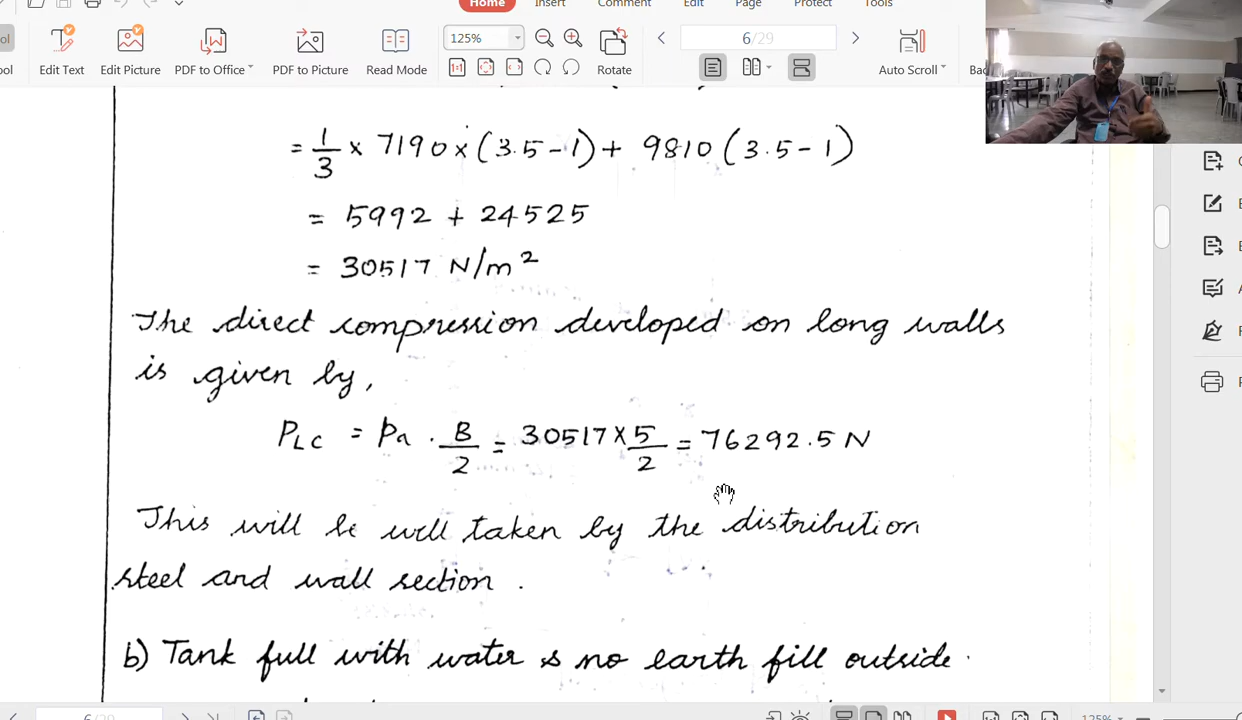 Home Insert Comment Edit Page Protect Tools
125% 6/29
Edit Text Edit Picture PDF to Office PDF to Picture Read Mode Rotate Auto Scroll
= 1/3 × 7190 × (3.5 - 1) + 9810 (3.5 - 1)
= 5992 + 24525
= 30517 N/m²
The direct compression developed on long walls
is given by,
PLC = Pa . B/2 = 30517 × 5/2 = 76292.5 N
This will be well taken by the distribution
steel and wall section.
b) Tank full with water & no earth fill outside.
6/29 125%